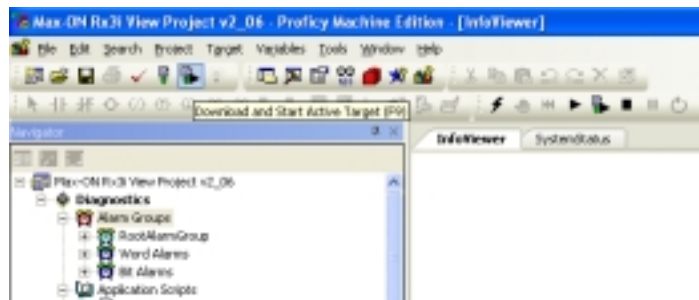 Max-ON Rx3i View Project v2_06 - Proficy Machine Edition - [InfoViewer]
File Edit Search Project Target Variables Tools Window Help
Download and Start Active Target (F9)
Navigator
InfoViewer SystemStatus
Max-ON Rx3i View Project v2_06
Diagnostics
Alarm Groups
RootAlarmGroup
Word Alarms
Bit Alarms
Application Scripts